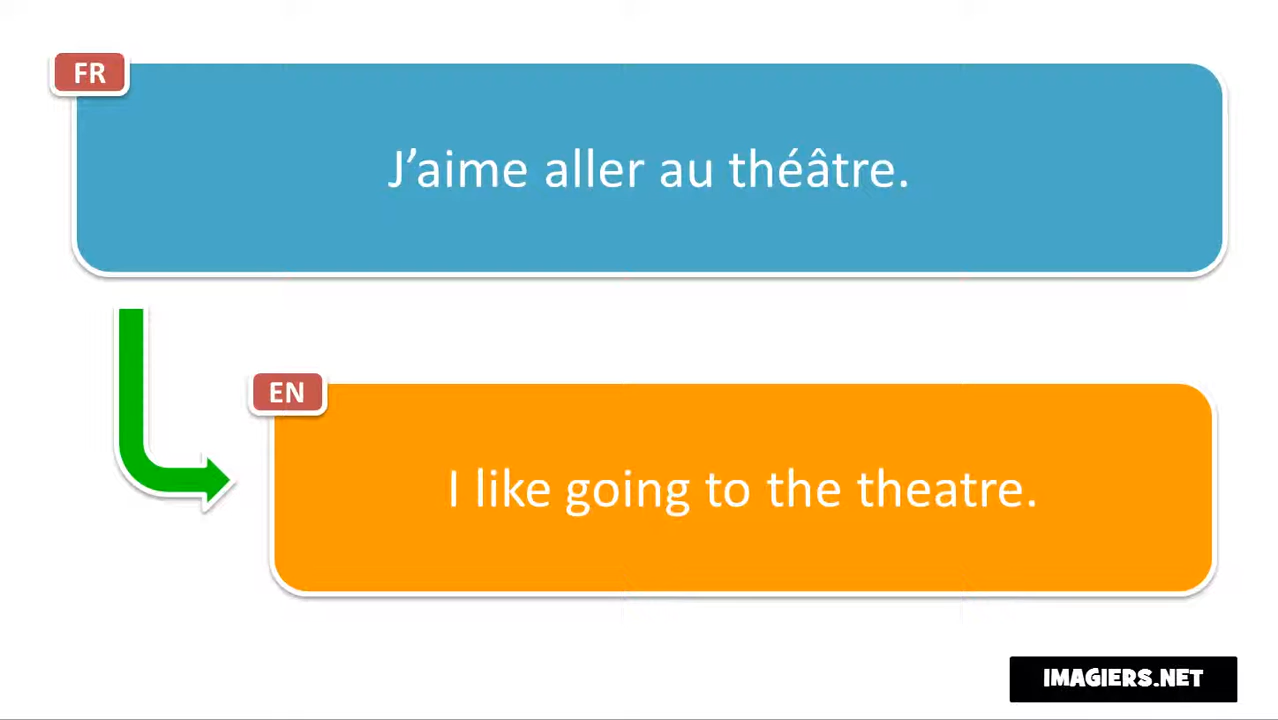 FR
J’aime aller au théâtre.
EN
I like going to the theatre.
IMAGIERS.NET